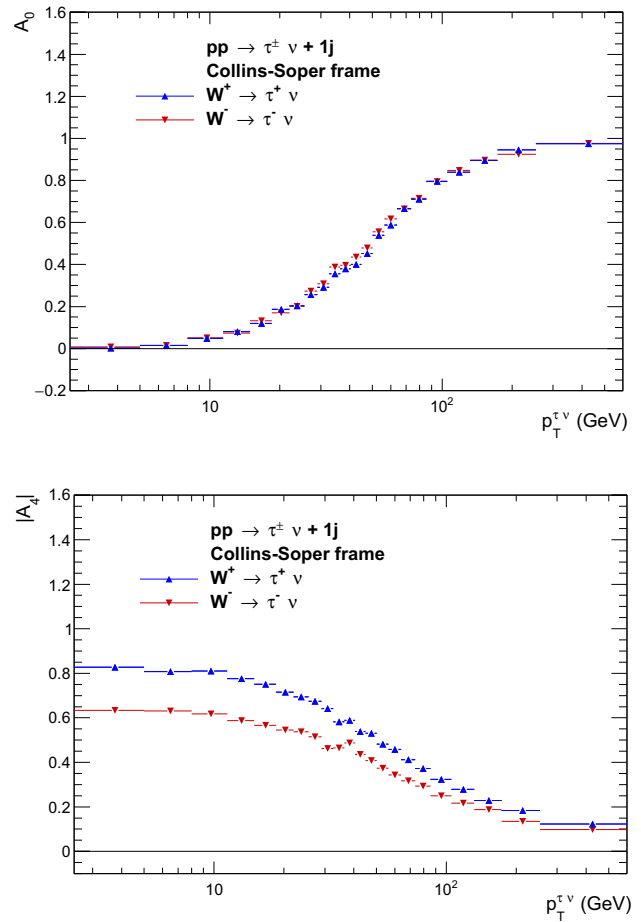 A₀
1.6
pp → τ± ν + 1j
1.4
Collins-Soper frame
W⁺ → τ⁺ ν
1.2
W⁻ → τ⁻ ν
1
0.8
0.6
0.4
0.2
0
−0.2
10
10²
p_T^{τ ν} (GeV)
|A₄|
1.6
pp → τ± ν + 1j
1.4
Collins-Soper frame
W⁺ → τ⁺ ν
1.2
W⁻ → τ⁻ ν
1
0.8
0.6
0.4
0.2
0
10
10²
p_T^{τ ν} (GeV)